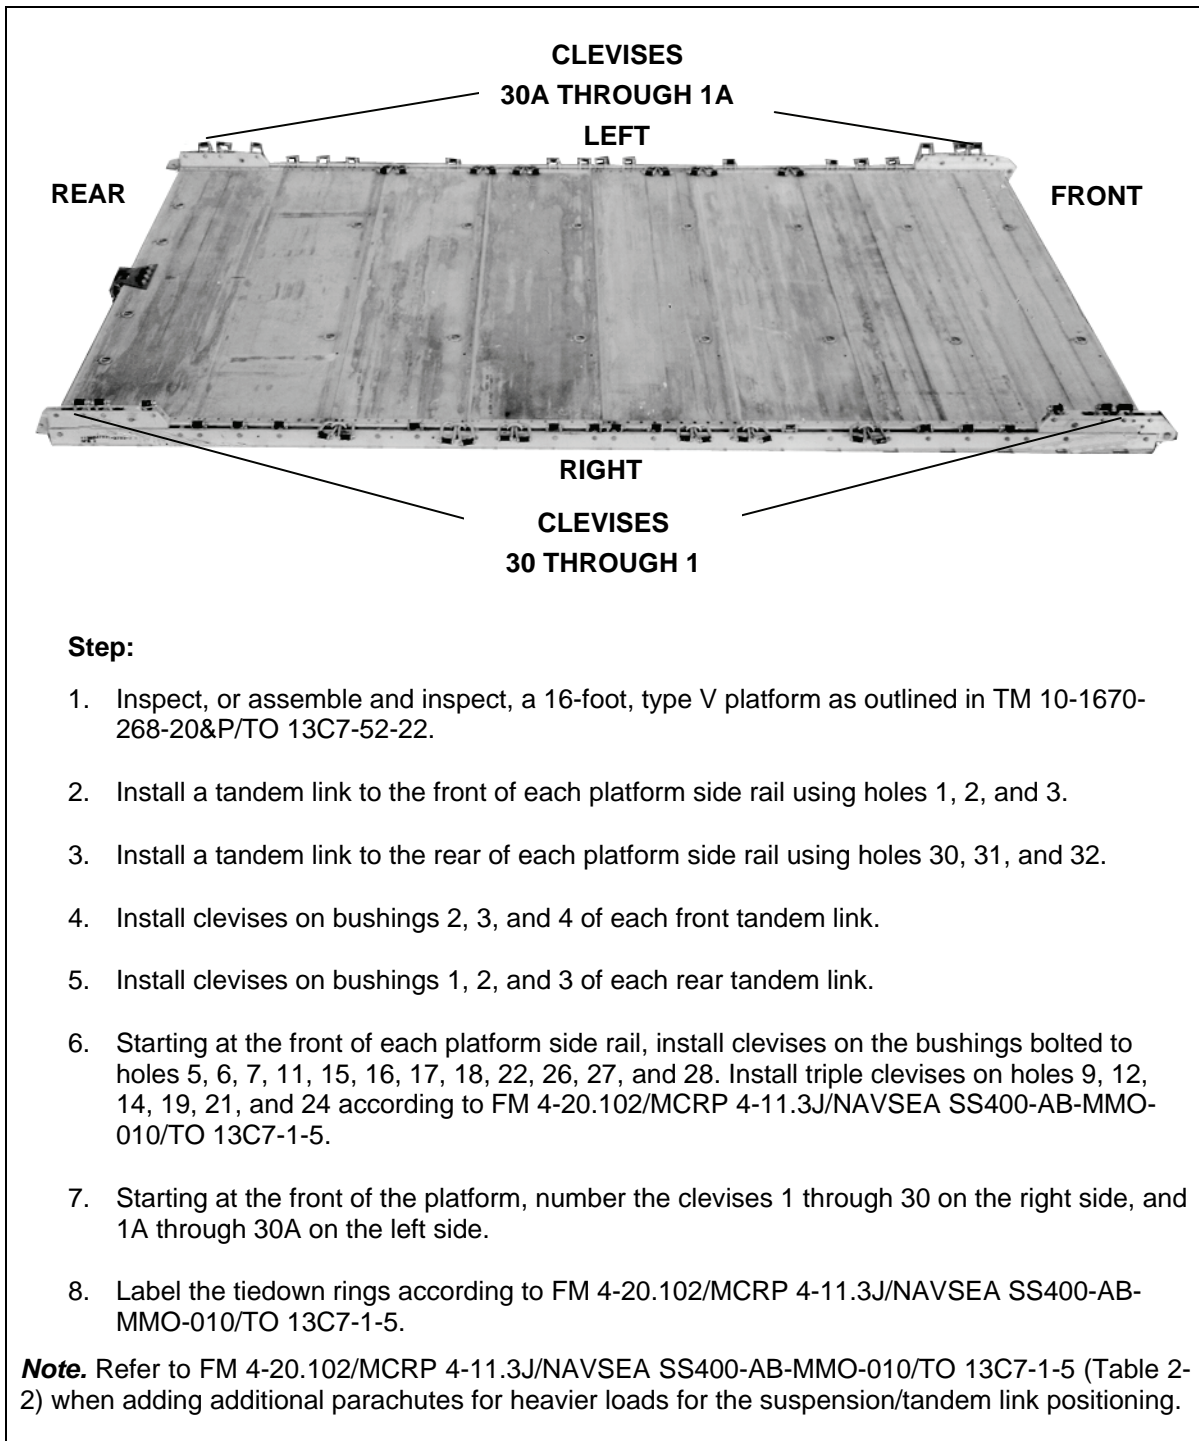 CLEVISES
30A THROUGH 1A
LEFT
REAR
FRONT
RIGHT
CLEVISES
30 THROUGH 1
Step:
1. Inspect, or assemble and inspect, a 16-foot, type V platform as outlined in TM 10-1670-
268-20&P/TO 13C7-52-22.
2. Install a tandem link to the front of each platform side rail using holes 1, 2, and 3.
3. Install a tandem link to the rear of each platform side rail using holes 30, 31, and 32.
4. Install clevises on bushings 2, 3, and 4 of each front tandem link.
5. Install clevises on bushings 1, 2, and 3 of each rear tandem link.
6. Starting at the front of each platform side rail, install clevises on the bushings bolted to
holes 5, 6, 7, 11, 15, 16, 17, 18, 22, 26, 27, and 28. Install triple clevises on holes 9, 12,
14, 19, 21, and 24 according to FM 4-20.102/MCRP 4-11.3J/NAVSEA SS400-AB-MMO-
010/TO 13C7-1-5.
7. Starting at the front of the platform, number the clevises 1 through 30 on the right side, and
1A through 30A on the left side.
8. Label the tiedown rings according to FM 4-20.102/MCRP 4-11.3J/NAVSEA SS400-AB-
MMO-010/TO 13C7-1-5.
Note. Refer to FM 4-20.102/MCRP 4-11.3J/NAVSEA SS400-AB-MMO-010/TO 13C7-1-5 (Table 2-
2) when adding additional parachutes for heavier loads for the suspension/tandem link positioning.